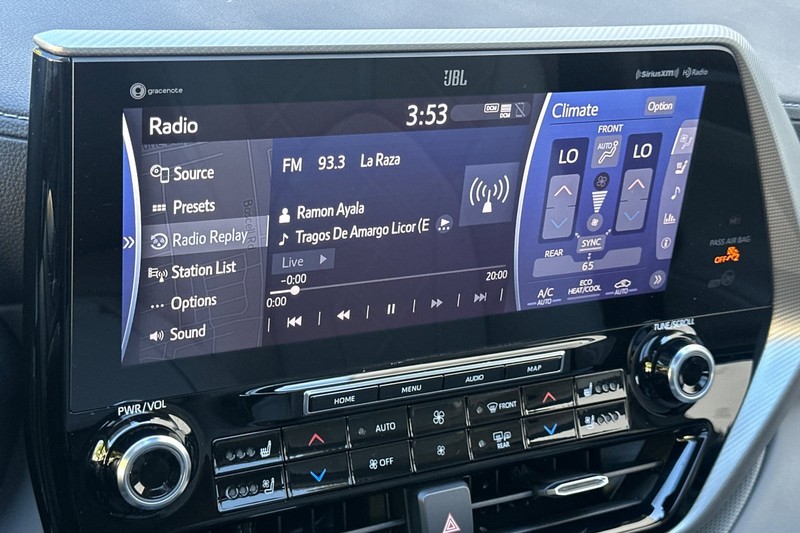 gracenote
JBL
SiriusXM HD Radio
Radio
3:53
DCM
DCM
Source
Presets
Radio Replay
Station List
Options
Sound
FM 93.3 La Raza
Ramon Ayala
Tragos De Amargo Licor (E
Live
-0:00
20:00
0:00
Climate
Option
FRONT
LO
AUTO
LO
SYNC
REAR
65
A/C
AUTO
ECO
HEAT/COOL
AUTO
PASS AIR BAG
OFF
HOME
MENU
AUDIO
MAP
PWR/VOL
TUNE/SCROLL
AUTO
FRONT
OFF
REAR